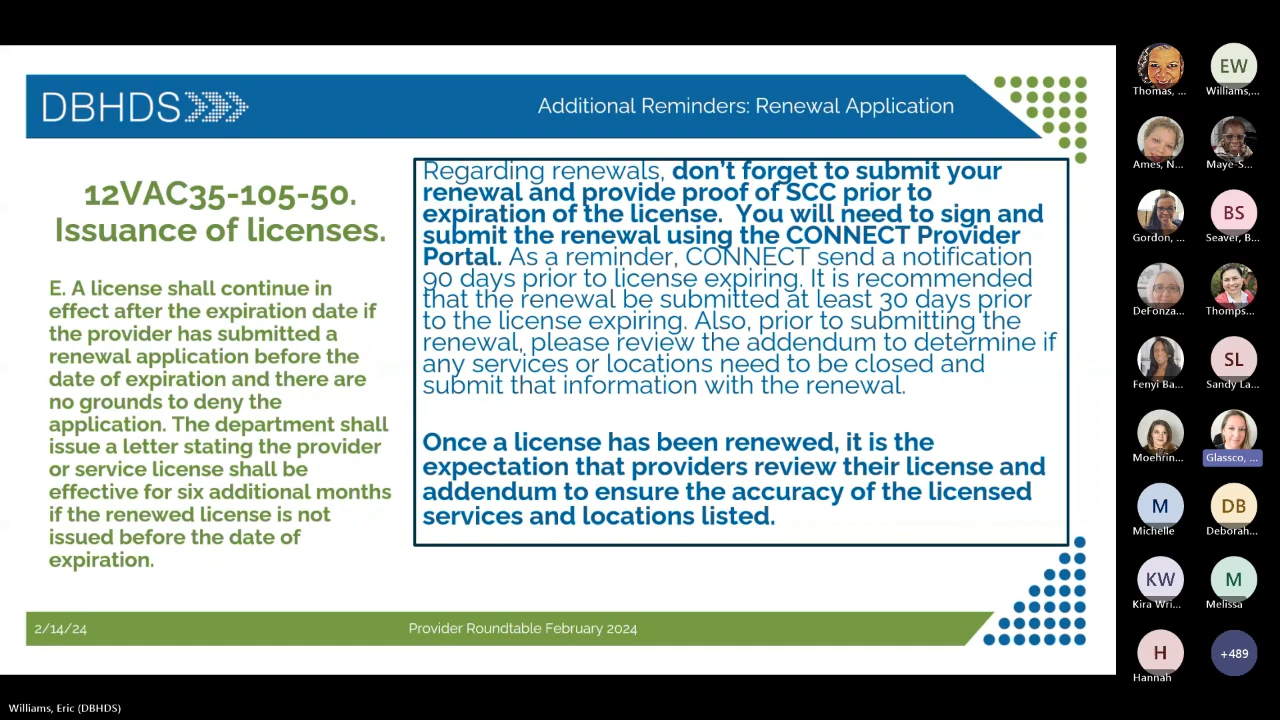 DBHDS
Additional Reminders: Renewal Application
12VAC35-105-50.
Issuance of licenses.
E. A license shall continue in
effect after the expiration date if
the provider has submitted a
renewal application before the
date of expiration and there are
no grounds to deny the
application. The department shall
issue a letter stating the provider
or service license shall be
effective for six additional months
if the renewed license is not
issued before the date of
expiration.
Regarding renewals, don't forget to submit your
renewal and provide proof of SCC prior to
expiration of the license.  You will need to sign and
submit the renewal using the CONNECT Provider
Portal. As a reminder, CONNECT send a notification
90 days prior to license expiring. It is recommended
that the renewal be submitted at least 30 days prior
to the license expiring. Also, prior to submitting the
renewal, please review the addendum to determine if
any services or locations need to be closed and
submit that information with the renewal.
Once a license has been renewed, it is the
expectation that providers review their license and
addendum to ensure the accuracy of the licensed
services and locations listed.
2/14/24
Provider Roundtable February 2024
Thomas, ...
EW
Williams,...
Ames, N...
Maye-S...
Gordon, ...
BS
Seaver, B...
DeFonza...
Thomps...
Fenyi Ba...
SL
Sandy La...
Moehrin...
Glassco, ...
M
Michelle
DB
Deborah...
KW
Kira Wri...
M
Melissa
H
Hannah
+489
Williams, Eric (DBHDS)